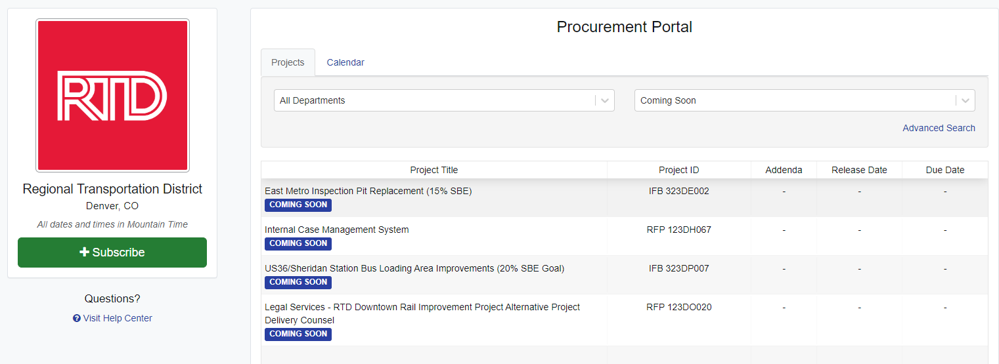 RTD
Regional Transportation District
Denver, CO
All dates and times in Mountain Time
Subscribe
Questions?
Visit Help Center
Procurement Portal
Projects Calendar
All Departments Coming Soon
Advanced Search
Project Title Project ID Addenda Release Date Due Date
East Metro Inspection Pit Replacement (15% SBE) IFB 323DE002 - - -
COMING SOON
Internal Case Management System RFP 123DH067 - - -
COMING SOON
US36/Sheridan Station Bus Loading Area Improvements (20% SBE Goal) IFB 323DP007 - - -
COMING SOON
Legal Services - RTD Downtown Rail Improvement Project Alternative Project RFP 123DO020 - - -
Delivery Counsel
COMING SOON